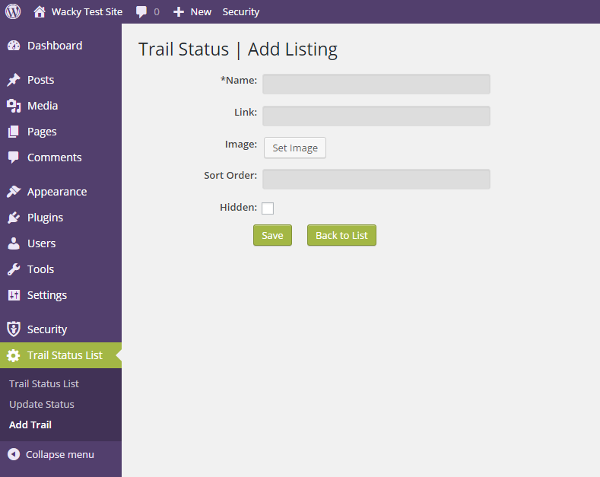 Wacky Test Site 0 New Security
Dashboard
Posts
Media
Pages
Comments
Appearance
Plugins
Users
Tools
Settings
Security
Trail Status List
Trail Status List
Update Status
Add Trail
Collapse menu
Trail Status | Add Listing
*Name:
Link:
Image: Set Image
Sort Order:
Hidden:
Save Back to List